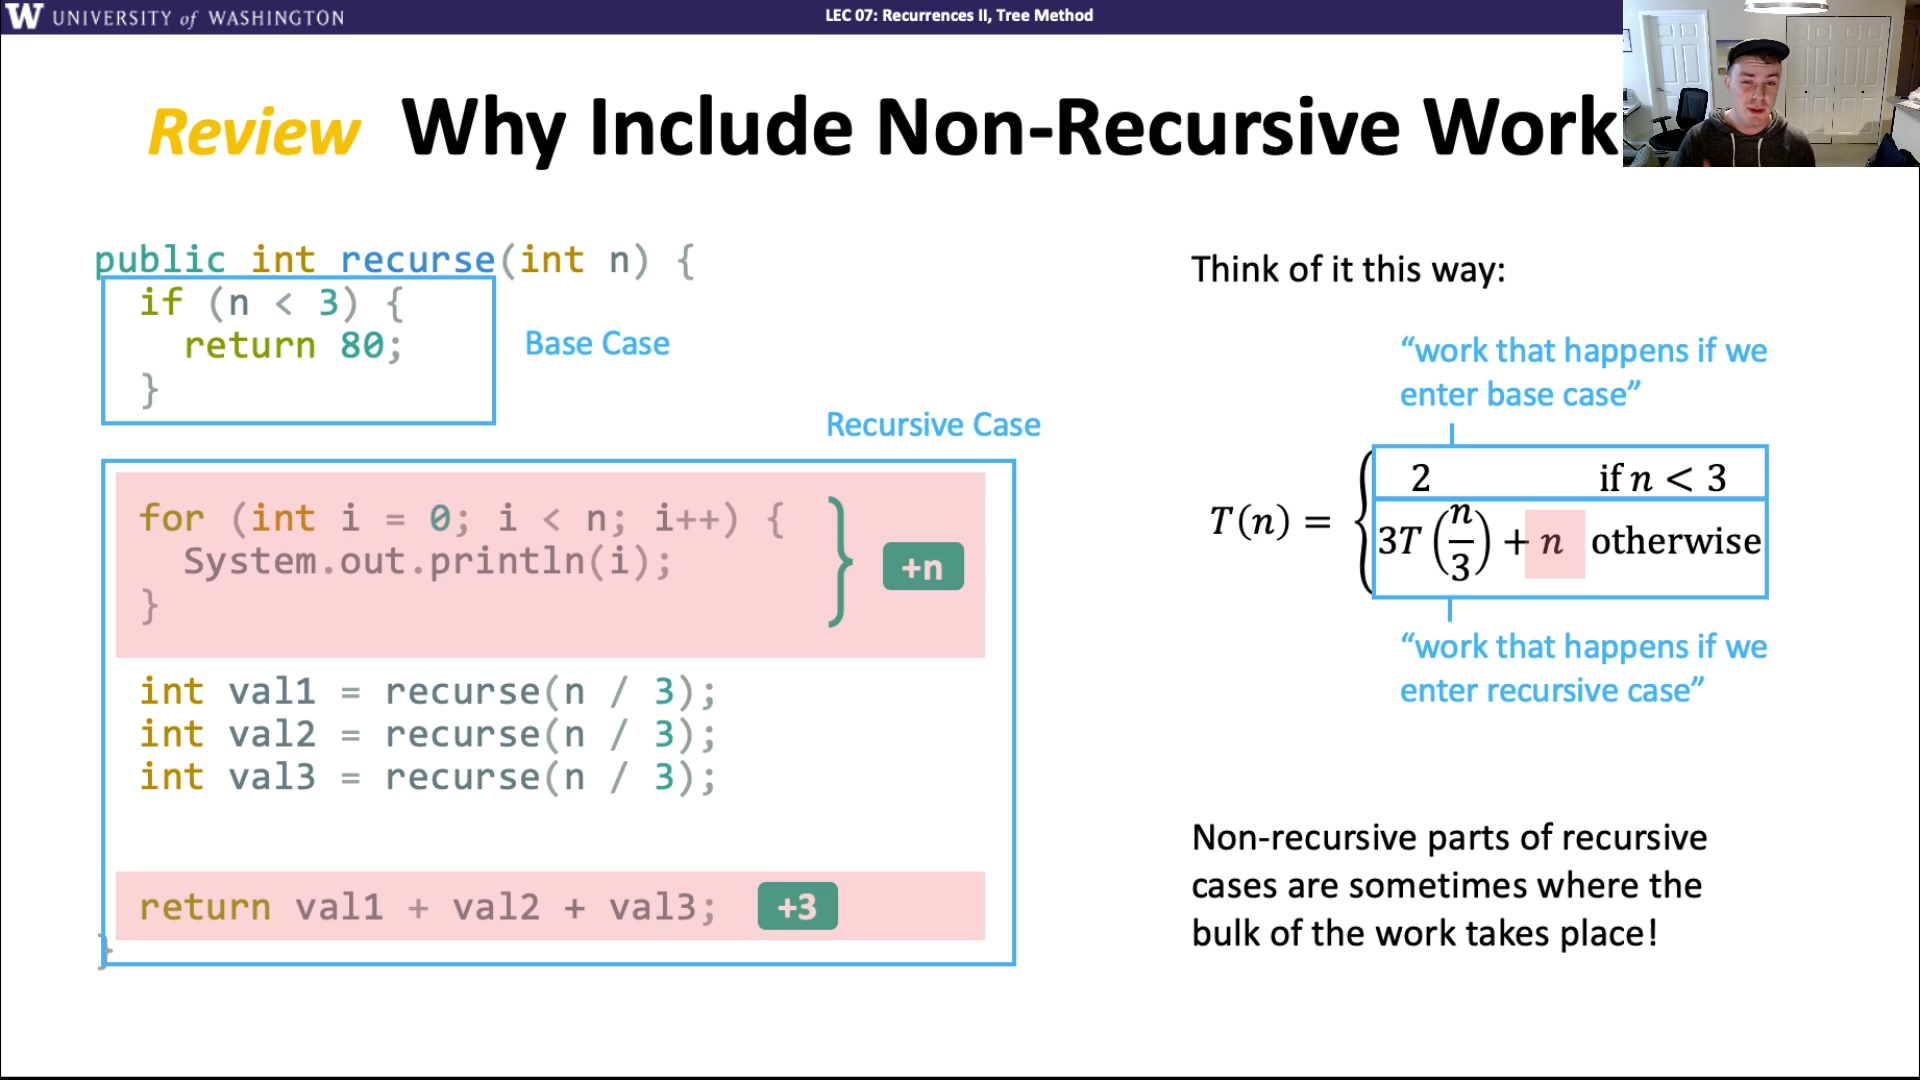 W UNIVERSITY of WASHINGTON
LEC 07: Recurrences II, Tree Method
Review Why Include Non-Recursive Work
public int recurse(int n) {
if (n < 3) {
return 80;
}
Base Case
Recursive Case
for (int i = 0; i < n; i++) {
System.out.println(i);
}
+n
int val1 = recurse(n / 3);
int val2 = recurse(n / 3);
int val3 = recurse(n / 3);
return val1 + val2 + val3;
+3
}
Think of it this way:
“work that happens if we
enter base case”
T(n) = { 2 if n < 3
3T(n/3) + n otherwise
“work that happens if we
enter recursive case”
Non-recursive parts of recursive
cases are sometimes where the
bulk of the work takes place!